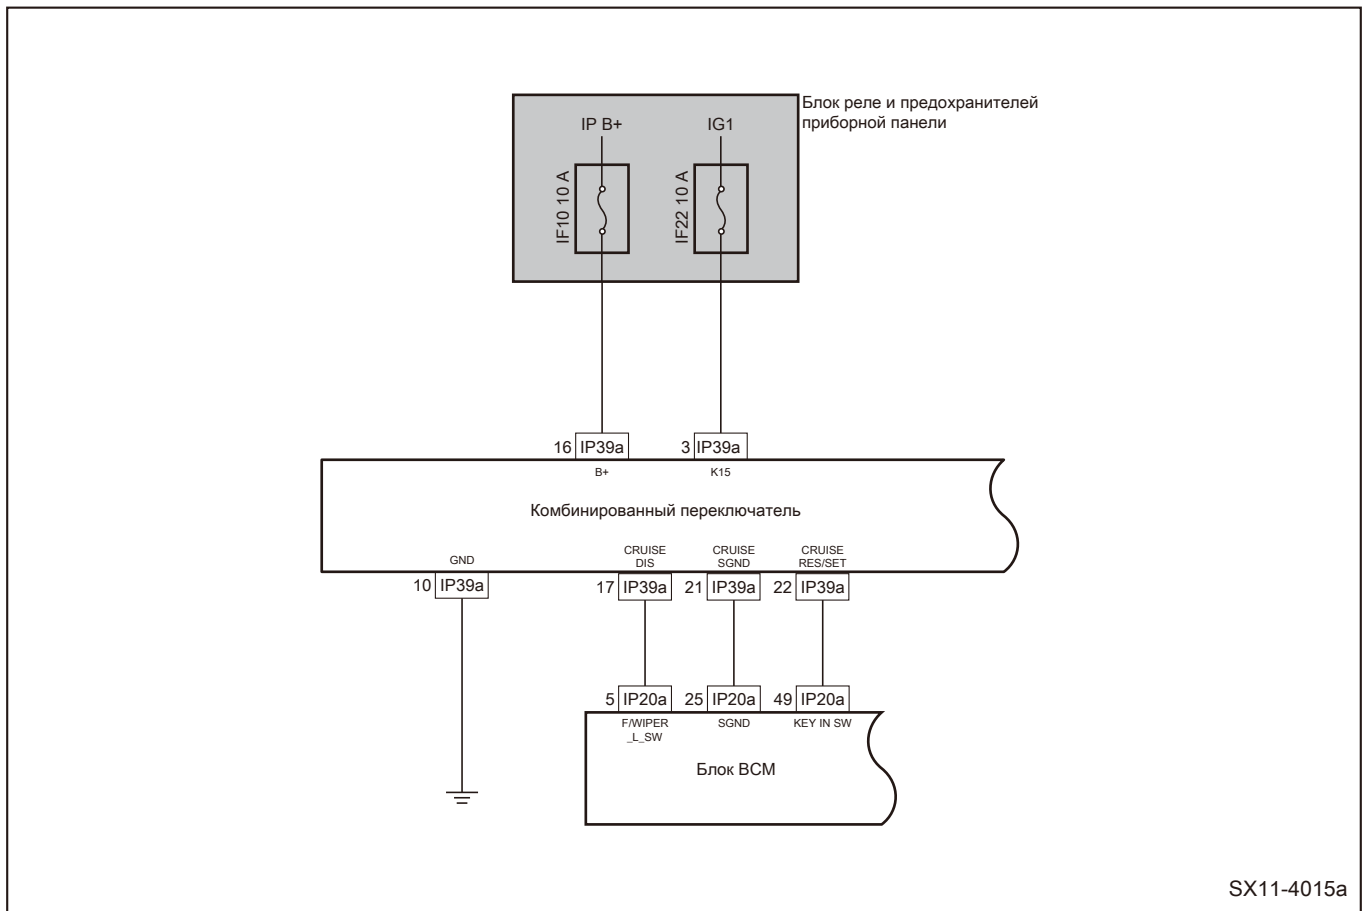 Блок реле и предохранителей
приборной панели
IP B+
IG1
IF10 10 A
IF22 10 A
16 IP39a
3 IP39a
B+
K15
Комбинированный переключатель
GND
CRUISE
DIS
CRUISE
SGND
CRUISE
RES/SET
10 IP39a
17 IP39a
21 IP39a
22 IP39a
5 IP20a
25 IP20a
49 IP20a
F/WIPER
_L_SW
SGND
KEY IN SW
Блок BCM
SX11-4015a